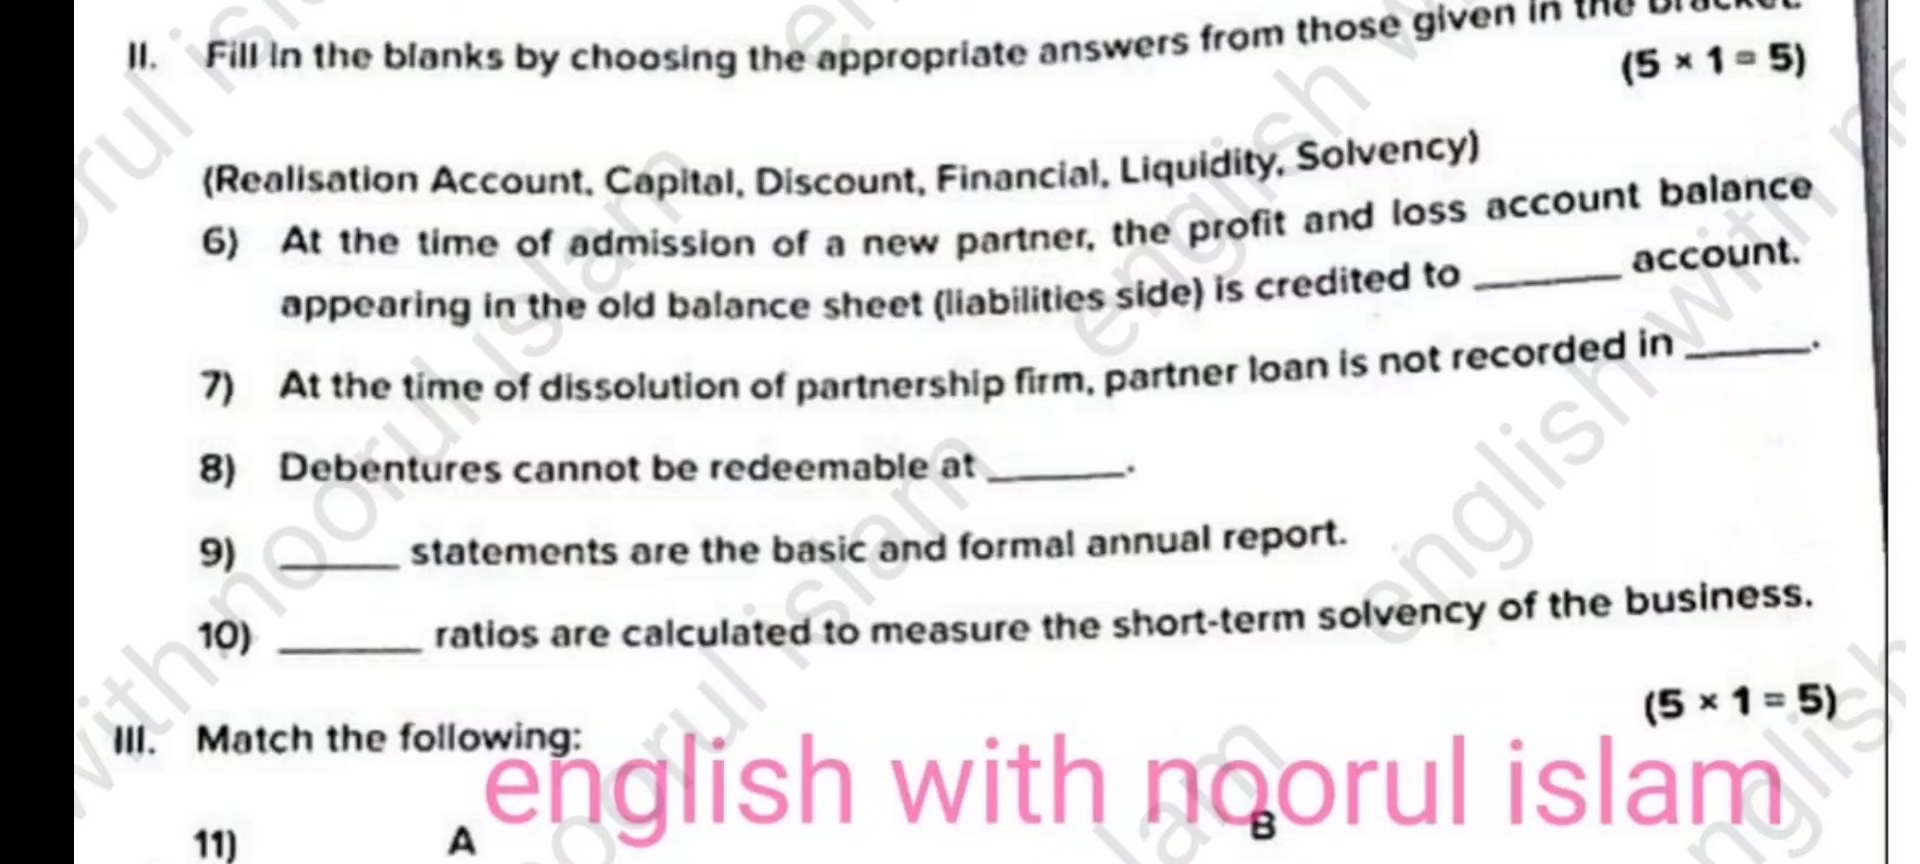 II. Fill in the blanks by choosing the appropriate answers from those given in the bracket.
(5 × 1 = 5)
(Realisation Account, Capital, Discount, Financial, Liquidity, Solvency)
6) At the time of admission of a new partner, the profit and loss account balance
appearing in the old balance sheet (liabilities side) is credited to ______ account.
7) At the time of dissolution of partnership firm, partner loan is not recorded in ______.
8) Debentures cannot be redeemable at ______.
9) ______ statements are the basic and formal annual report.
10) ______ ratios are calculated to measure the short-term solvency of the business.
(5 × 1 = 5)
III. Match the following:
english with noorul islam
11) A B